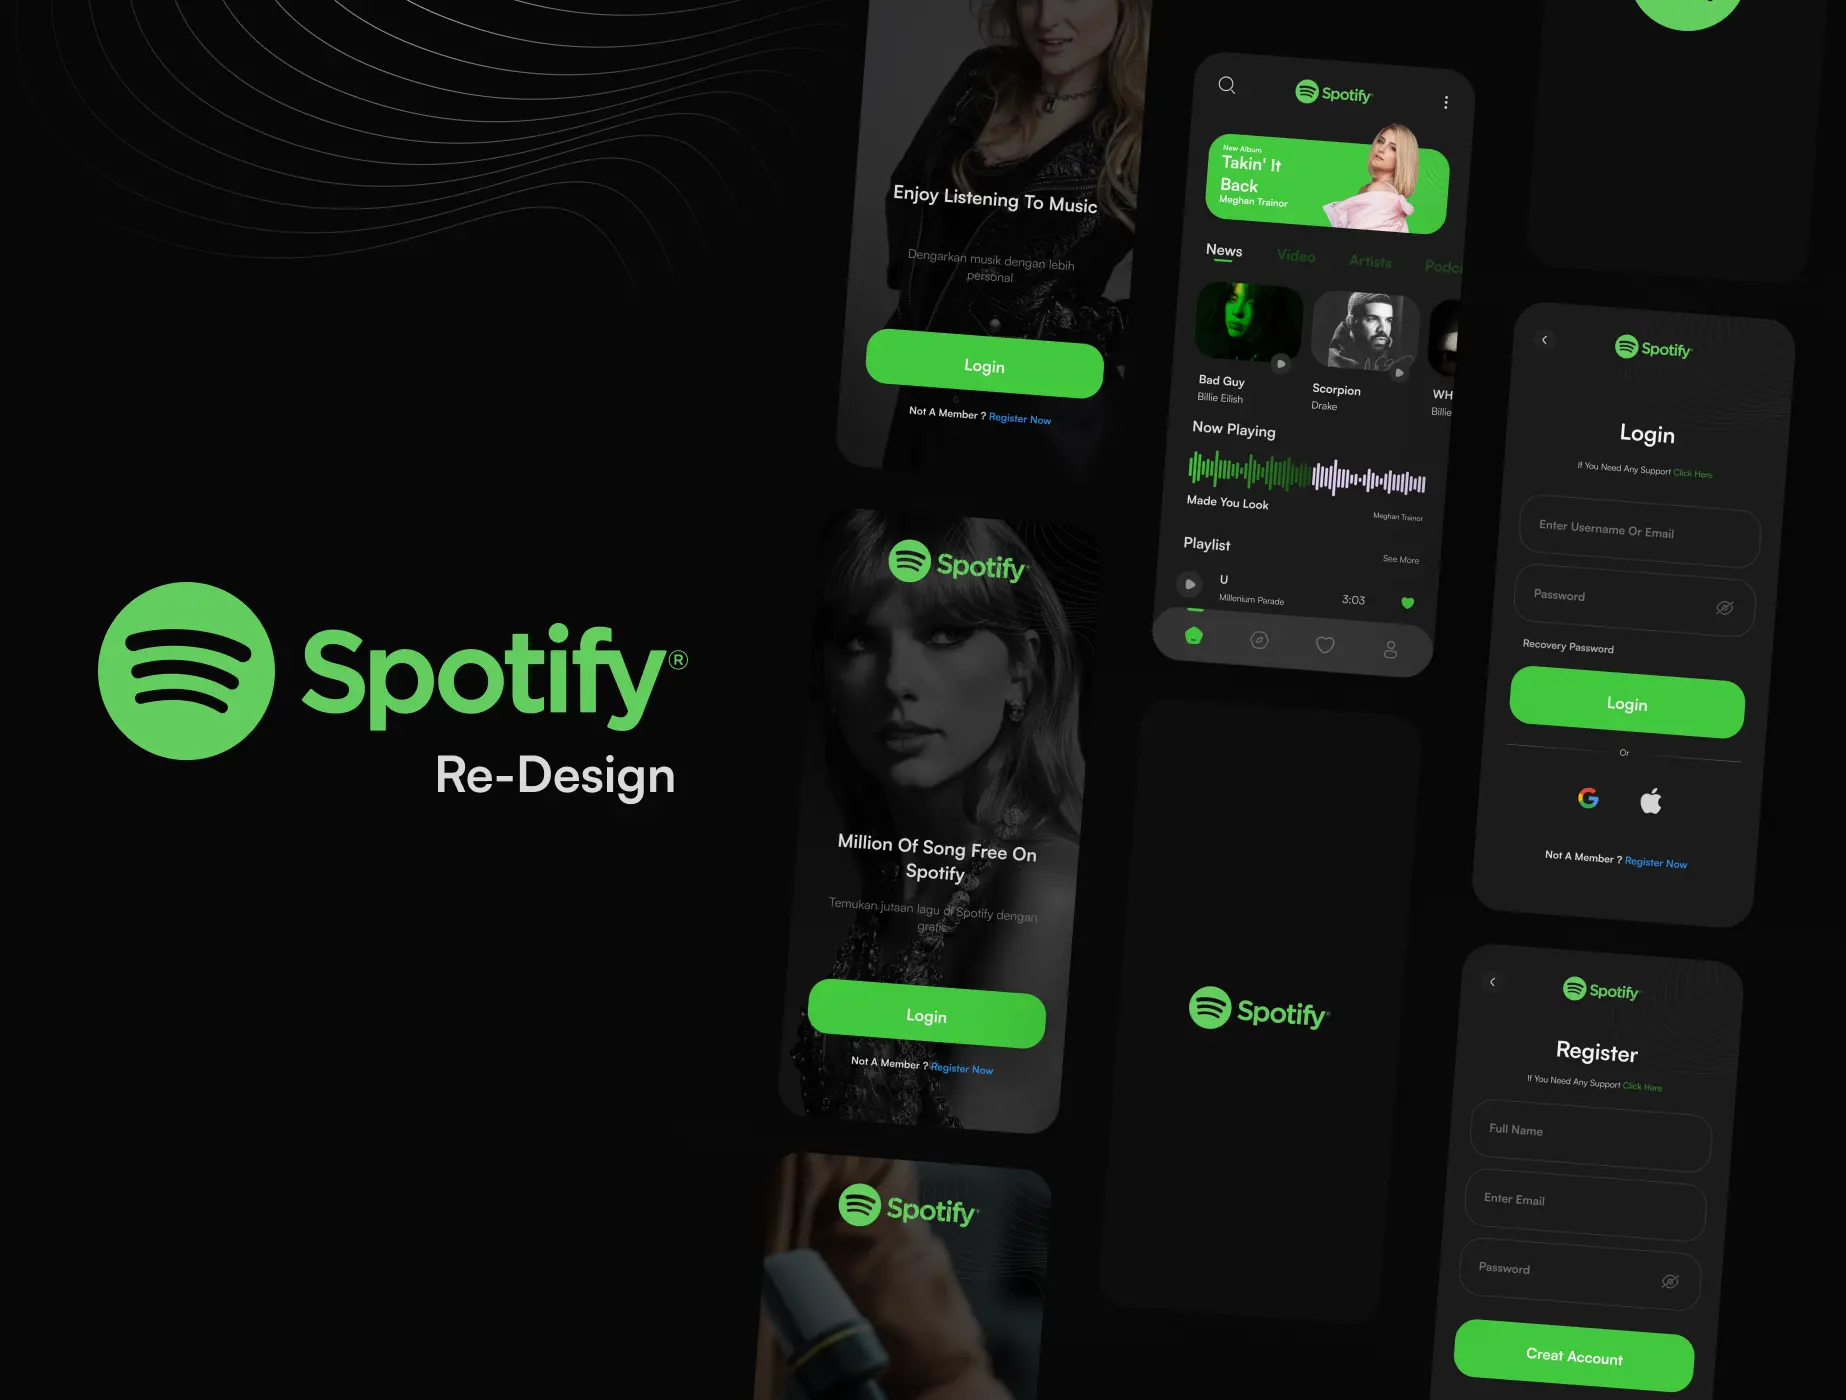 Spotify®
Re-Design
Enjoy Listening To Music
Dengarkan musik dengan lebih
personal
Login
Not A Member ? Register Now
Spotify
Million Of Song Free On
Spotify
Temukan jutaan lagu di Spotify dengan
gratis
Login
Not A Member ? Register Now
Spotify
Spotify
New Album
Takin' It
Back
Meghan Trainor
News Video Artists Podc
Bad Guy
Billie Eilish
Scorpion
Drake
WH
Billie
Now Playing
Made You Look
Meghan Trainor
Playlist
See More
U
Millenium Parade
3:03
Spotify
Spotify
Login
If You Need Any Support Click Here
Enter Username Or Email
Password
Recovery Password
Login
Or
Not A Member ? Register Now
Spotify
Register
If You Need Any Support Click Here
Full Name
Enter Email
Password
Creat Account